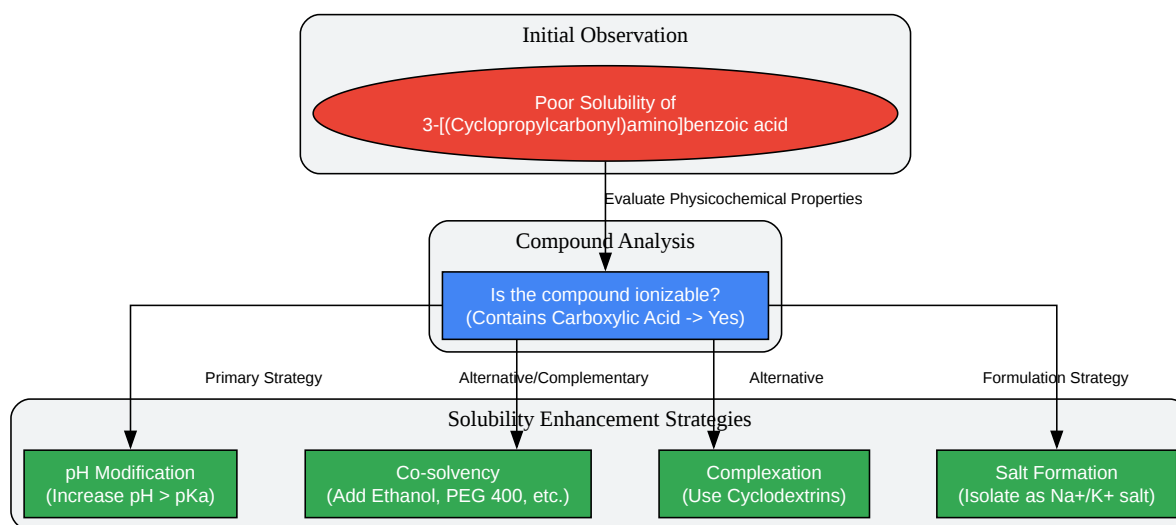 Initial Observation
Poor Solubility of
3-[(Cyclopropylcarbonyl)amino]benzoic acid
Evaluate Physicochemical Properties
Compound Analysis
Is the compound ionizable?
(Contains Carboxylic Acid -> Yes)
Primary Strategy
Alternative/Complementary
Alternative
Formulation Strategy
Solubility Enhancement Strategies
pH Modification
(Increase pH > pKa)
Co-solvency
(Add Ethanol, PEG 400, etc.)
Complexation
(Use Cyclodextrins)
Salt Formation
(Isolate as Na+/K+ salt)